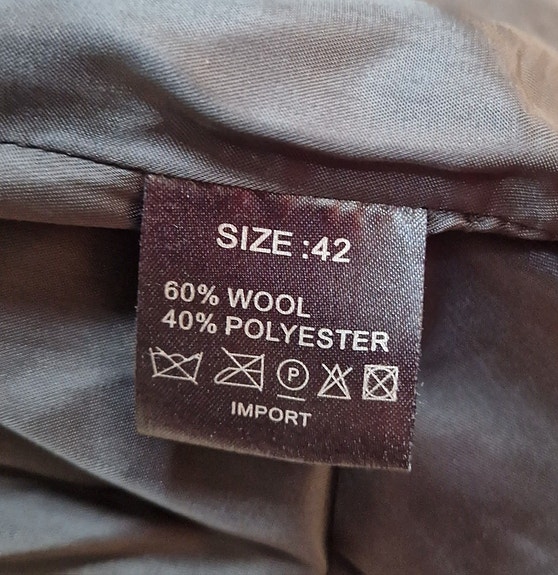 SIZE :42
60% WOOL
40% POLYESTER
P
IMPORT